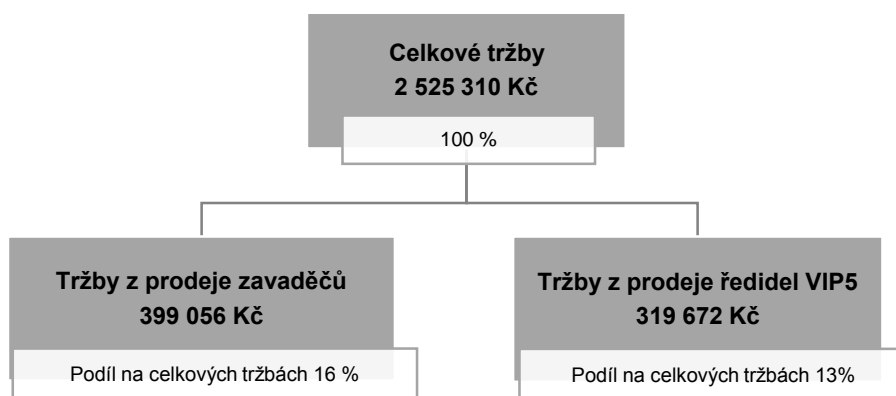 Celkové tržby
2 525 310 Kč
100 %
Tržby z prodeje zavaděčů
399 056 Kč
Podíl na celkových tržbách 16 %
Tržby z prodeje ředidel VIP5
319 672 Kč
Podíl na celkových tržbách 13%